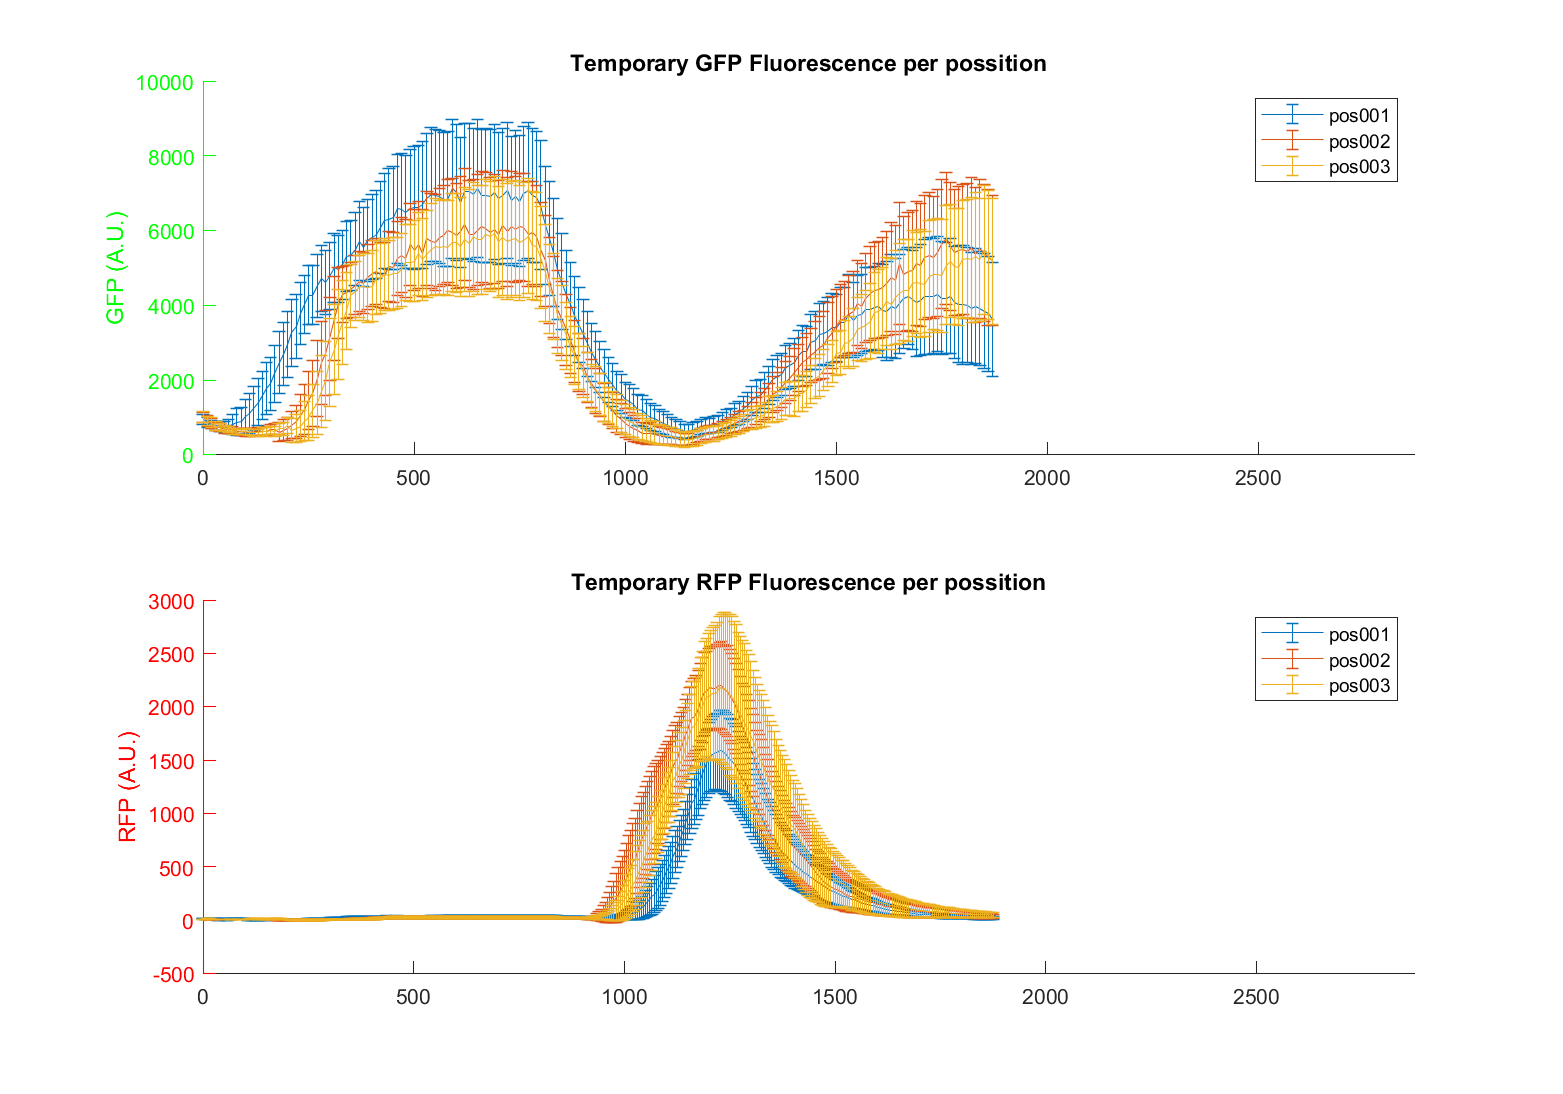 Temporary GFP Fluorescence per possition
10000
8000
6000
4000
2000
0
GFP (A.U.)
0 500 1000 1500 2000 2500
pos001
pos002
pos003
Temporary RFP Fluorescence per possition
3000
2500
2000
1500
1000
500
0
-500
RFP (A.U.)
0 500 1000 1500 2000 2500
pos001
pos002
pos003